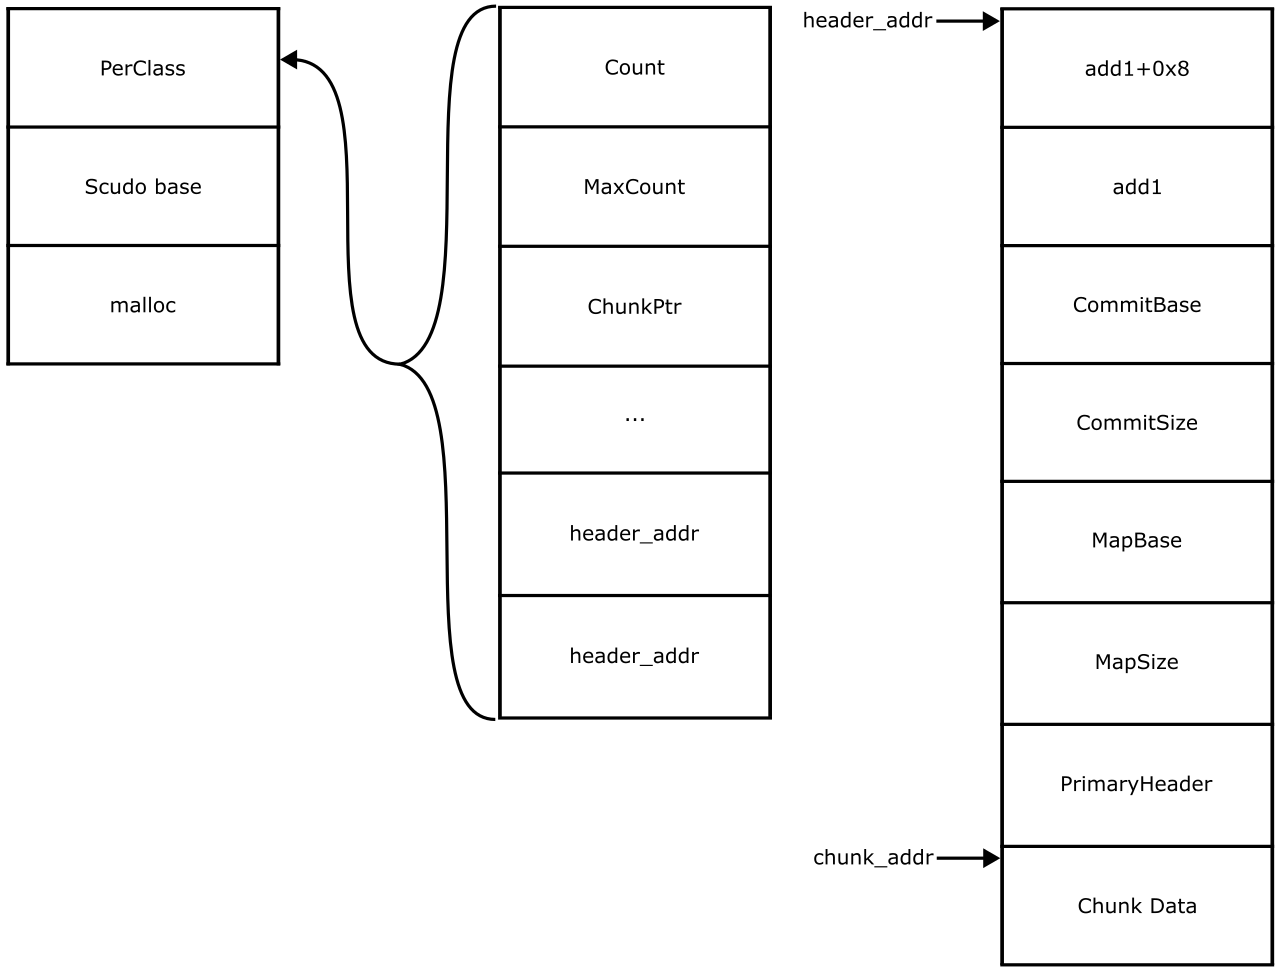 PerClass
Scudo base
malloc
Count
MaxCount
ChunkPtr
...
header_addr
header_addr
header_addr
add1+0x8
add1
CommitBase
CommitSize
MapBase
MapSize
PrimaryHeader
chunk_addr
Chunk Data